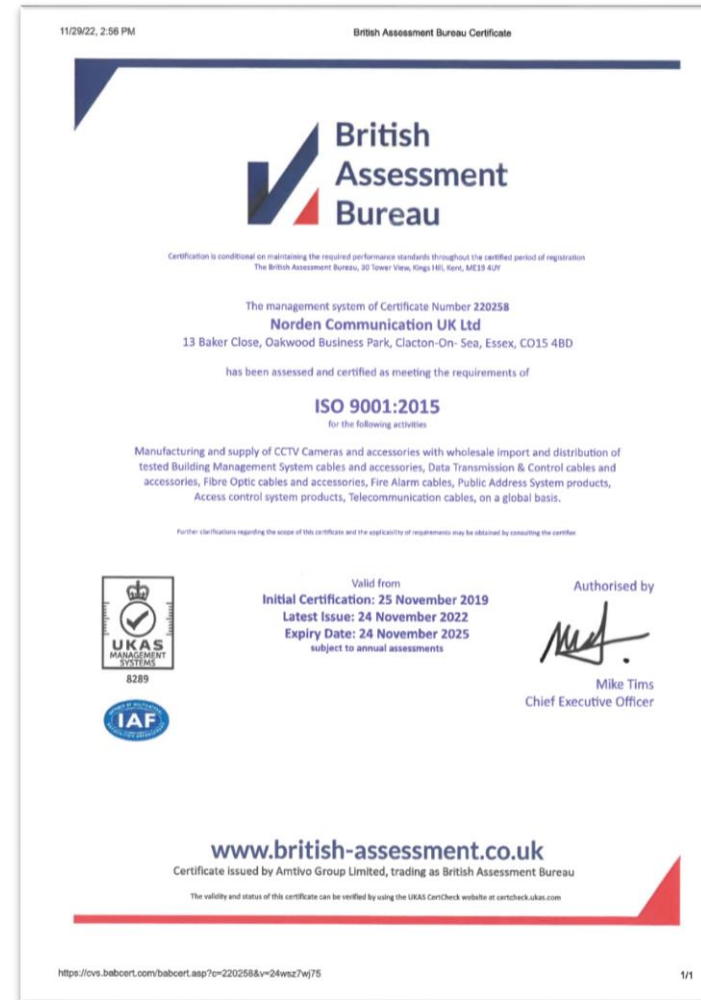 11/29/22, 2:56 PM
British Assessment Bureau Certificate
British
Assessment
Bureau
Certification is conditional on maintaining the required performance standards throughout the certified period of registration
The British Assessment Bureau, 30 Tower View, Kings Hill, Kent, ME19 4UY
The management system of Certificate Number 220258
Norden Communication UK Ltd
13 Baker Close, Oakwood Business Park, Clacton-On- Sea, Essex, CO15 4BD
has been assessed and certified as meeting the requirements of
ISO 9001:2015
for the following activities
Manufacturing and supply of CCTV Cameras and accessories with wholesale import and distribution of
tested Building Management System cables and accessories, Data Transmission & Control cables and
accessories, Fibre Optic cables and accessories, Fire Alarm cables, Public Address System products,
Access control system products, Telecommunication cables, on a global basis.
Further clarifications regarding the scope of this certificate and the applicability of requirements may be obtained by consulting the certifier
Valid from
Initial Certification: 25 November 2019
Latest Issue: 24 November 2022
Expiry Date: 24 November 2025
subject to annual assessments
UKAS
MANAGEMENT
SYSTEMS
8289
IAF
Authorised by
Mike Tims
Chief Executive Officer
www.british-assessment.co.uk
Certificate issued by Amtivo Group Limited, trading as British Assessment Bureau
The validity and status of this certificate can be verified by using the UKAS CertCheck website at certcheck.ukas.com
https://cvs.babcert.com/babcert.asp?c=220258&v=24wsz7wj75
1/1